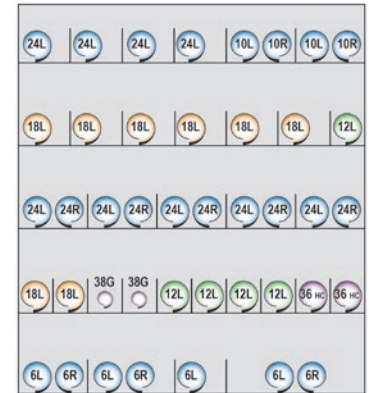 24L 24L 24L 24L 10L 10R 10L 10R
18L 18L 18L 18L 18L 18L 12L
24L 24R 24L 24R 24L 24R 24L 24R 24L 24R
38G 38G
18L 18L 12L 12L 12L 12L 36 HC 36 HC
6L 6R 6L 6R 6L 6L 6R